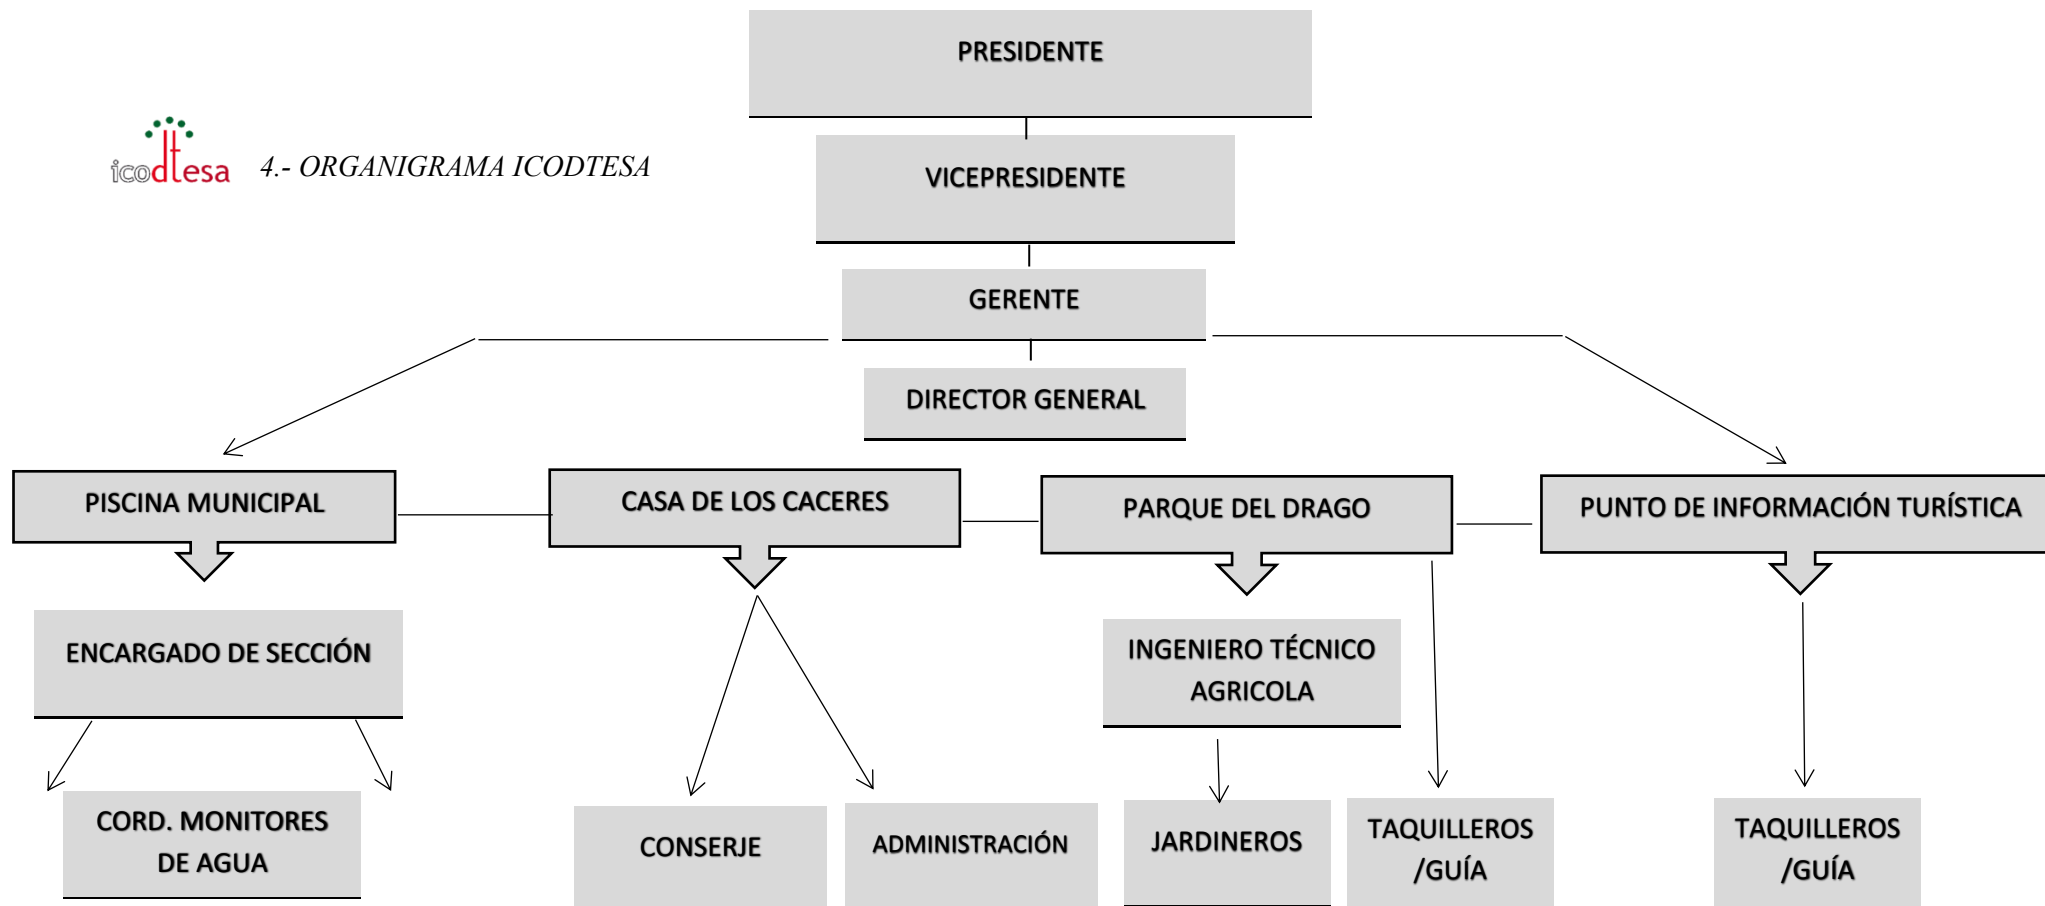 PRESIDENTE
icodtesa
4.- ORGANIGRAMA ICODTESA
VICEPRESIDENTE
GERENTE
DIRECTOR GENERAL
PISCINA MUNICIPAL
CASA DE LOS CACERES
PARQUE DEL DRAGO
PUNTO DE INFORMACIÓN TURÍSTICA
ENCARGADO DE SECCIÓN
INGENIERO TÉCNICO
AGRICOLA
CORD. MONITORES
DE AGUA
CONSERJE
ADMINISTRACIÓN
JARDINEROS
TAQUILLEROS
/GUÍA
TAQUILLEROS
/GUÍA